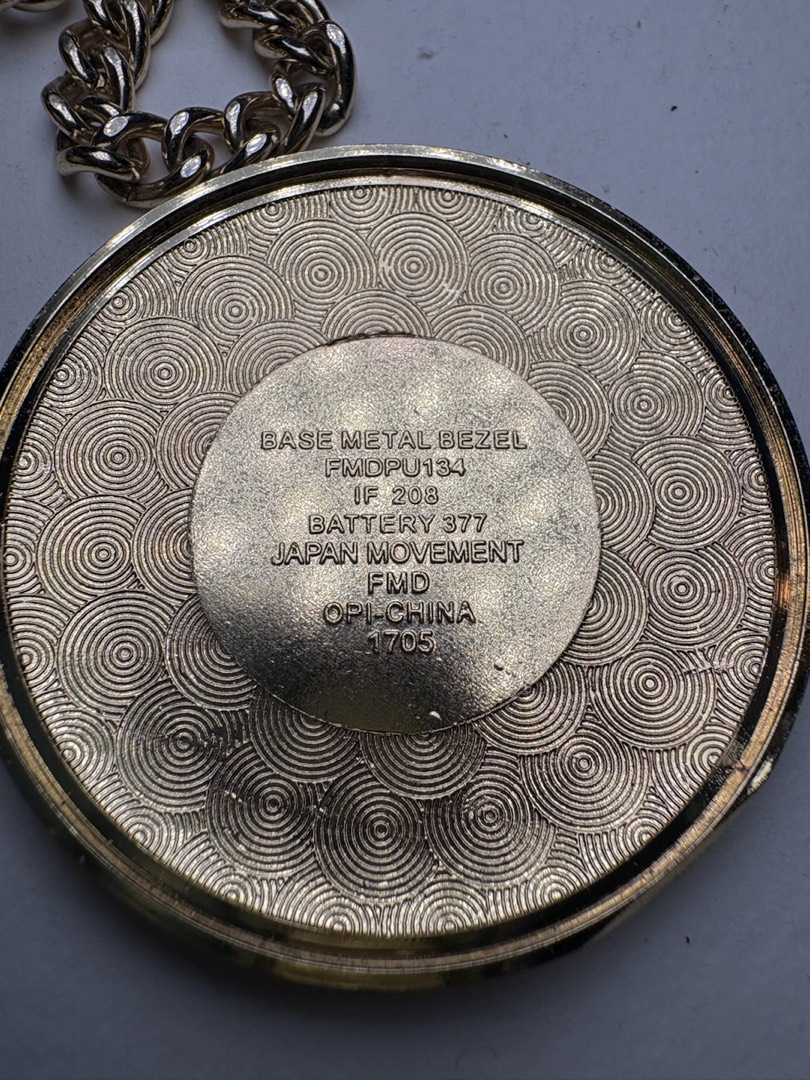 BASE METAL BEZEL
FMDPU134
IF 208
BATTERY 377
JAPAN MOVEMENT
FMD
OPI-CHINA
1705